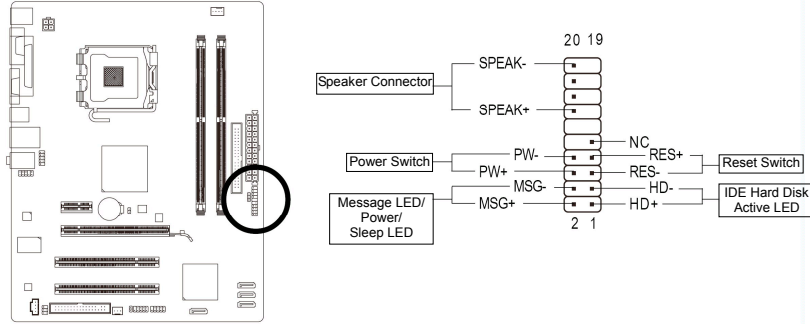 20 19
SPEAK-
Speaker Connector
SPEAK+
NC
PW-
RES+
Power Switch
Reset Switch
PW+
RES-
MSG-
HD-
Message LED/
Power/
Sleep LED
IDE Hard Disk
Active LED
MSG+
HD+
2 1